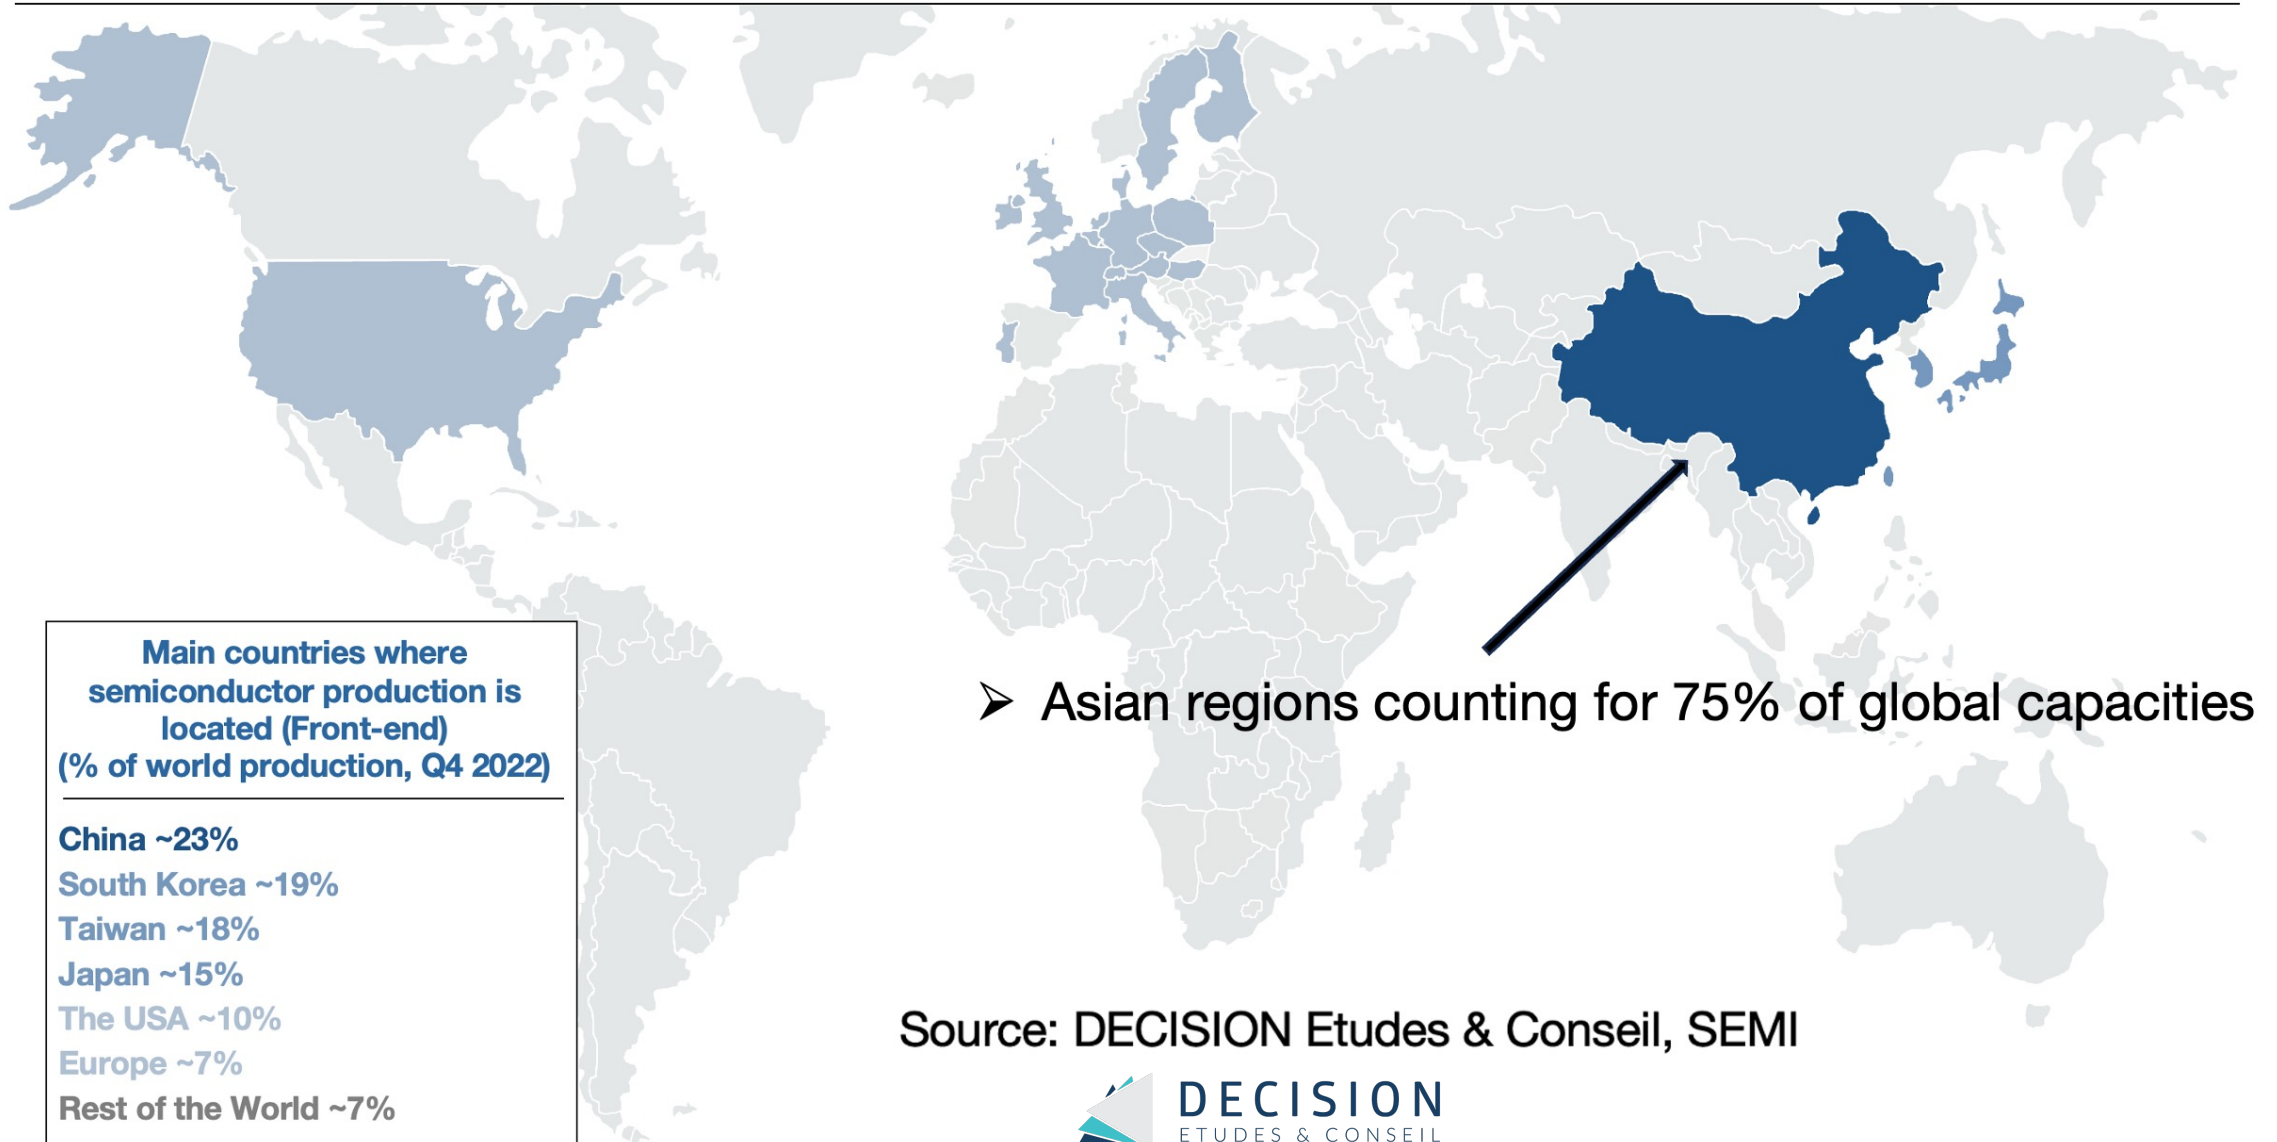 Main countries where
semiconductor production is
located (Front-end)
(% of world production, Q4 2022)
China ~23%
South Korea ~19%
Taiwan ~18%
Japan ~15%
The USA ~10%
Europe ~7%
Rest of the World ~7%
➢ Asian regions counting for 75% of global capacities
Source: DECISION Etudes & Conseil, SEMI
DECISION
ETUDES & CONSEIL